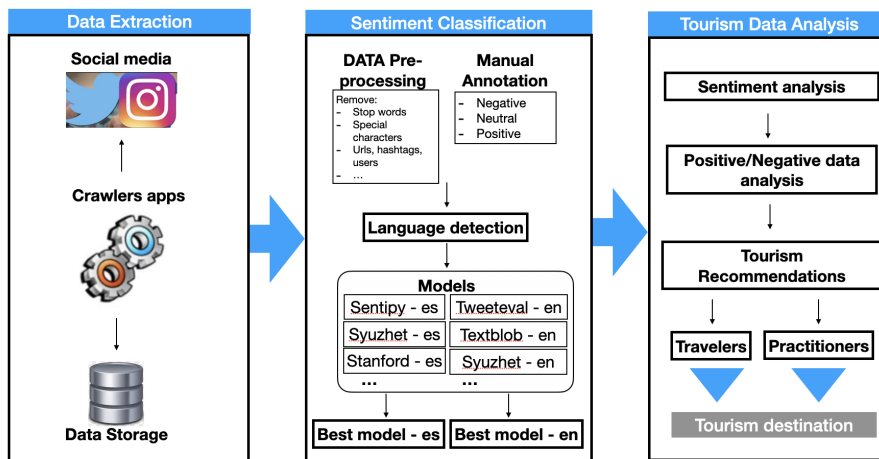 Data Extraction
Social media
Crawlers apps
Data Storage
Sentiment Classification
DATA Pre-
processing
Remove:
- Stop words
- Special
characters
- Urls, hashtags,
users
- ...
Manual
Annotation
- Negative
- Neutral
- Positive
Language detection
Models
Sentipy - es
Tweeteval - en
Syuzhet - es
Textblob - en
Stanford - es
Syuzhet - en
...
...
Best model - es
Best model - en
Tourism Data Analysis
Sentiment analysis
Positive/Negative data
analysis
Tourism
Recommendations
Travelers
Practitioners
Tourism destination